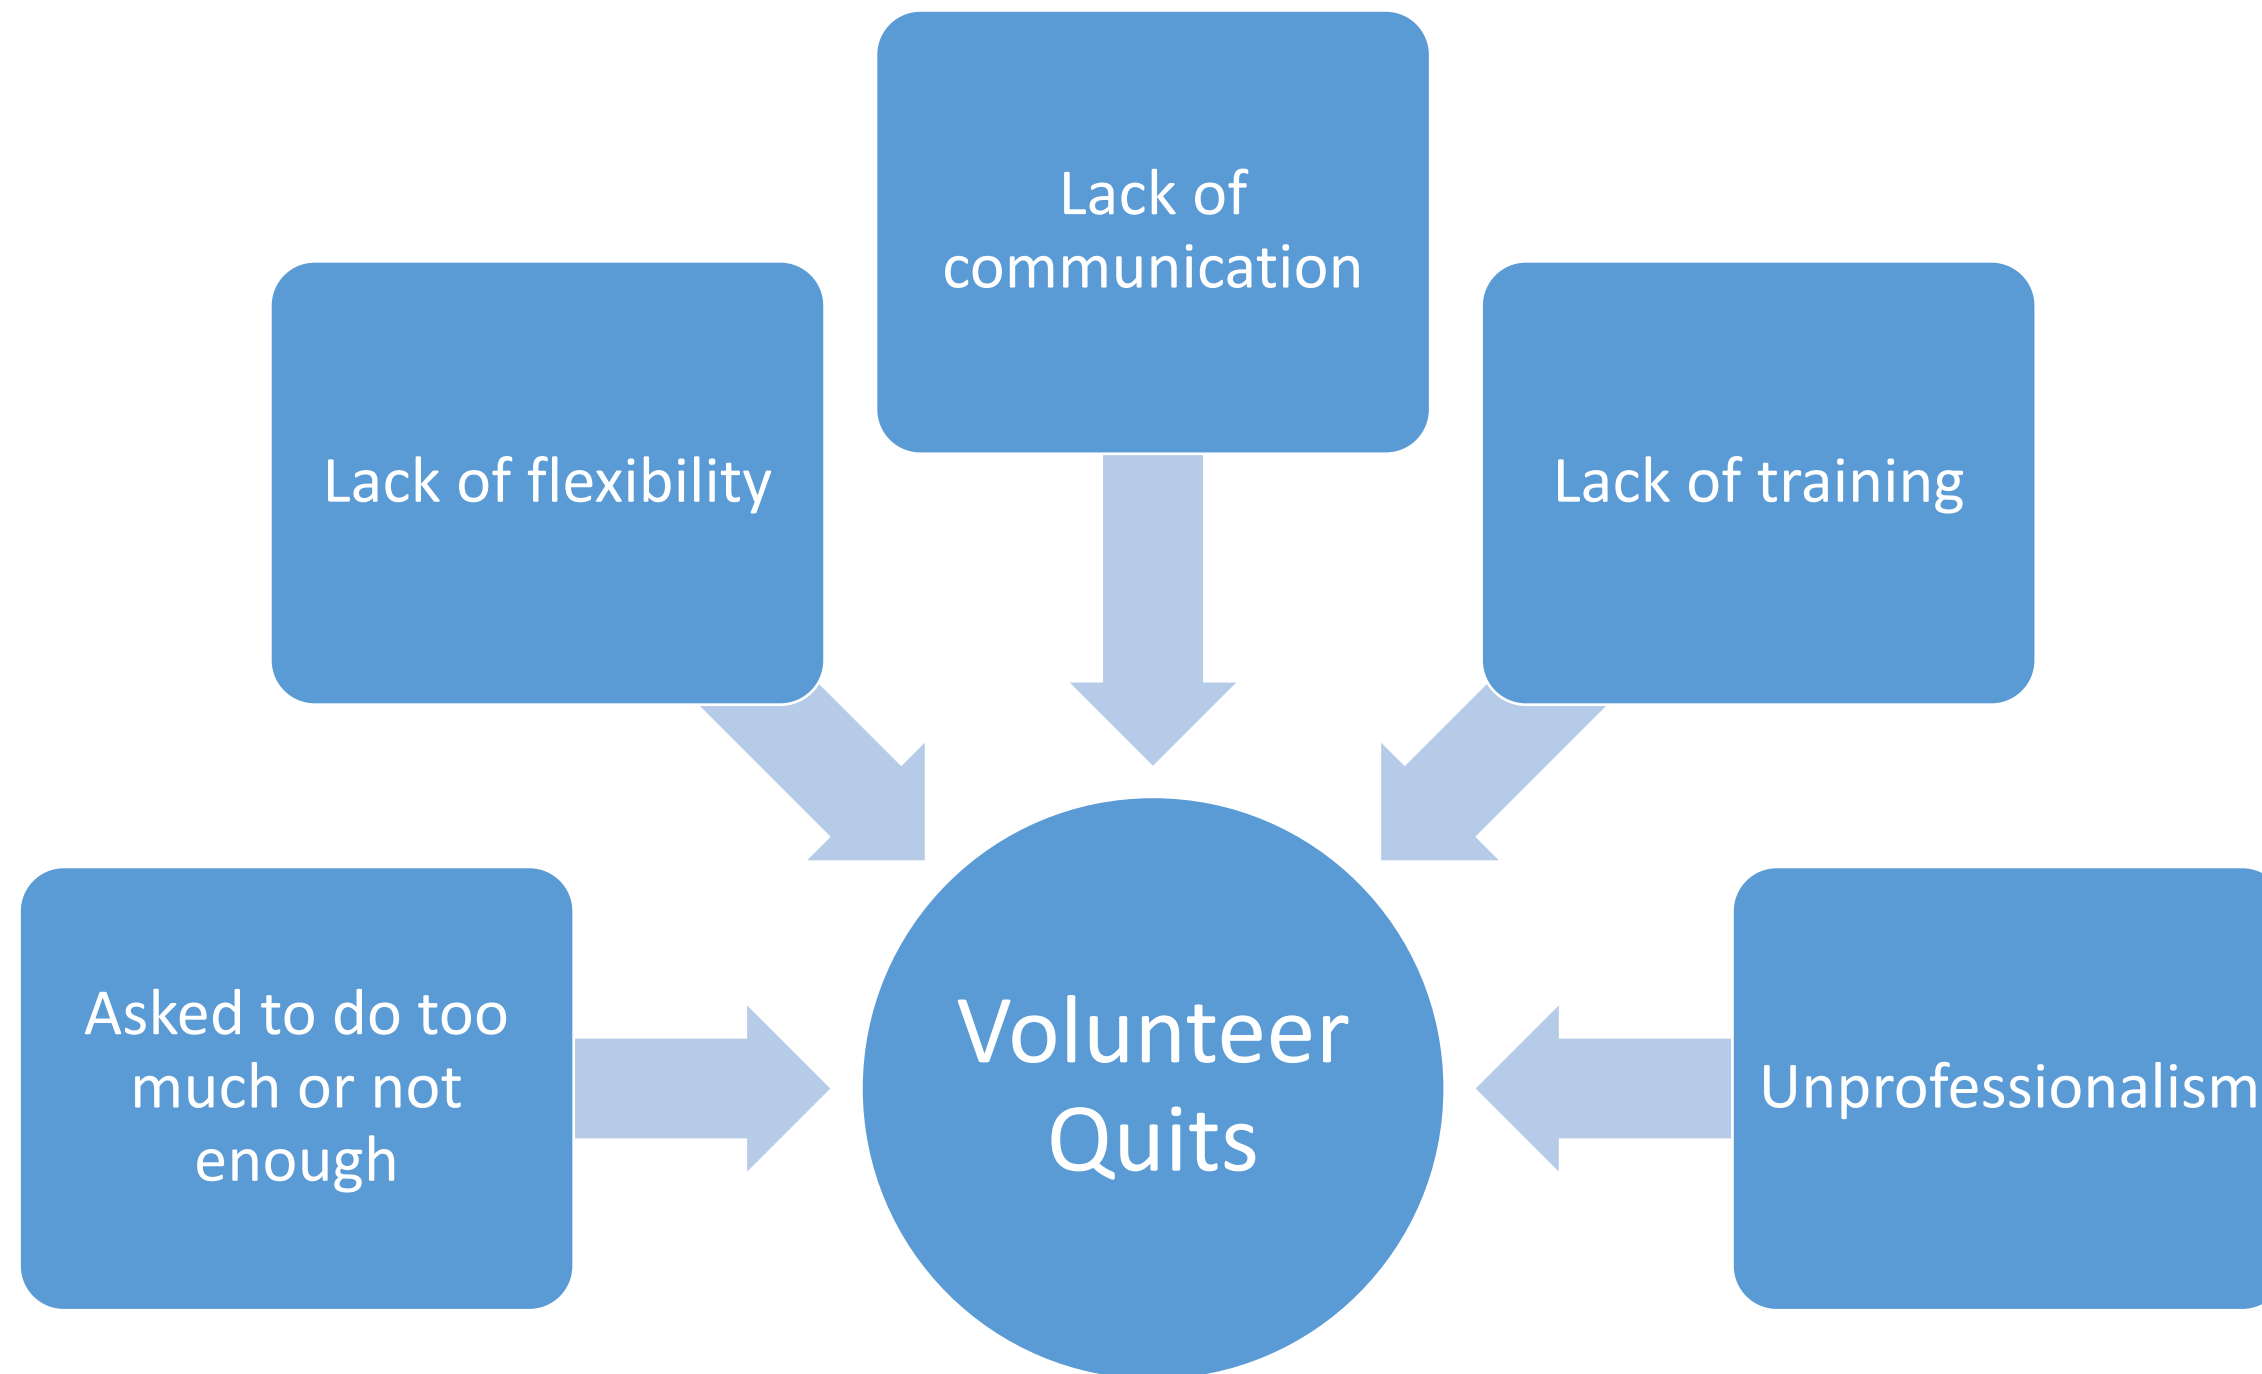 Lack of
communication
Lack of flexibility
Lack of training
Asked to do too
much or not
enough
Volunteer
Quits
Unprofessionalism